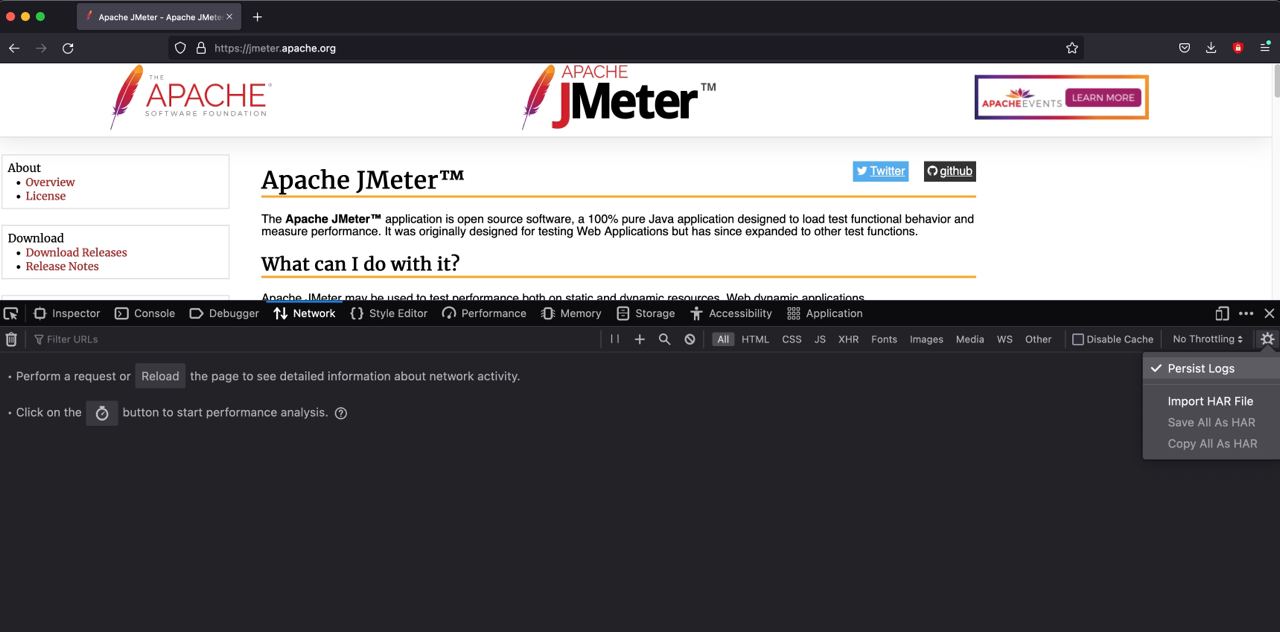 Apache JMeter - Apache JMete
https://jmeter.apache.org
THE
APACHE®
SOFTWARE FOUNDATION
APACHE
JMeter™
APACHEEVENTS LEARN MORE
About
• Overview
• License
Download
• Download Releases
• Release Notes
Apache JMeter™
Twitter github
The Apache JMeter™ application is open source software, a 100% pure Java application designed to load test functional behavior and
measure performance. It was originally designed for testing Web Applications but has since expanded to other test functions.
What can I do with it?
Apache JMeter may be used to test performance both on static and dynamic resources, Web dynamic applications.
Inspector Console Debugger Network Style Editor Performance Memory Storage Accessibility Application
Filter URLs All HTML CSS JS XHR Fonts Images Media WS Other Disable Cache No Throttling
• Perform a request or Reload the page to see detailed information about network activity.
• Click on the button to start performance analysis.
Persist Logs
Import HAR File
Save All As HAR
Copy All As HAR